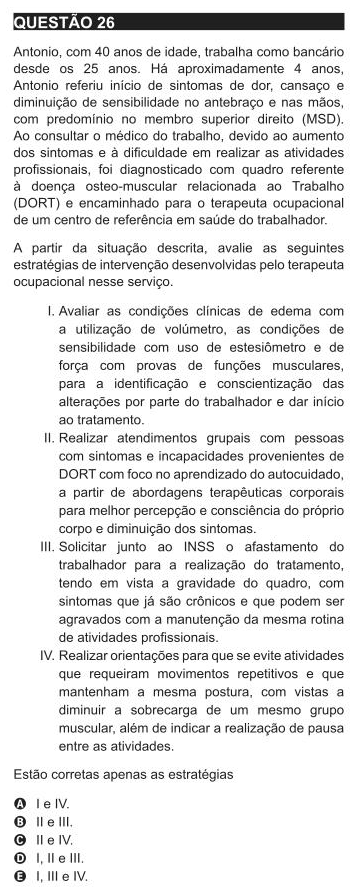 QUESTÃO 26
Antonio, com 40 anos de idade, trabalha como bancário
desde os 25 anos. Há aproximadamente 4 anos,
Antonio referiu início de sintomas de dor, cansaço e
diminuição de sensibilidade no antebraço e nas mãos,
com predomínio no membro superior direito (MSD).
Ao consultar o médico do trabalho, devido ao aumento
dos sintomas e à dificuldade em realizar as atividades
profissionais, foi diagnosticado com quadro referente
à doença osteo-muscular relacionada ao Trabalho
(DORT) e encaminhado para o terapeuta ocupacional
de um centro de referência em saúde do trabalhador.
A partir da situação descrita, avalie as seguintes
estratégias de intervenção desenvolvidas pelo terapeuta
ocupacional nesse serviço.
I. Avaliar as condições clínicas de edema com
a utilização de volúmetro, as condições de
sensibilidade com uso de estesiômetro e de
força com provas de funções musculares,
para a identificação e conscientização das
alterações por parte do trabalhador e dar início
ao tratamento.
II. Realizar atendimentos grupais com pessoas
com sintomas e incapacidades provenientes de
DORT com foco no aprendizado do autocuidado,
a partir de abordagens terapêuticas corporais
para melhor percepção e consciência do próprio
corpo e diminuição dos sintomas.
III. Solicitar junto ao INSS o afastamento do
trabalhador para a realização do tratamento,
tendo em vista a gravidade do quadro, com
sintomas que já são crônicos e que podem ser
agravados com a manutenção da mesma rotina
de atividades profissionais.
IV. Realizar orientações para que se evite atividades
que requeiram movimentos repetitivos e que
mantenham a mesma postura, com vistas a
diminuir a sobrecarga de um mesmo grupo
muscular, além de indicar a realização de pausa
entre as atividades.
Estão corretas apenas as estratégias
A I e IV.
B II e III.
C II e IV.
D I, II e III.
E I, III e IV.